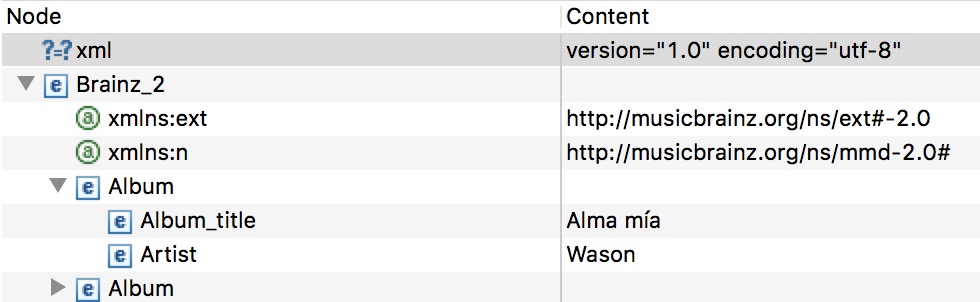 Node Content
?=? xml version="1.0" encoding="utf-8"
e Brainz_2
a xmlns:ext http://musicbrainz.org/ns/ext#-2.0
a xmlns:n http://musicbrainz.org/ns/mmd-2.0#
e Album
e Album_title Alma mía
e Artist Wason
e Album